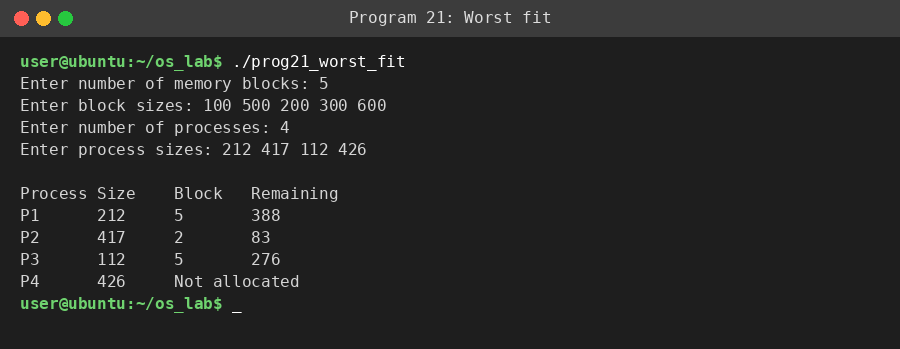 Program 21: Worst fit
user@ubuntu:~/os_lab$ ./prog21_worst_fit
Enter number of memory blocks: 5
Enter block sizes: 100 500 200 300 600
Enter number of processes: 4
Enter process sizes: 212 417 112 426
Process Size    Block   Remaining
P1      212     5       388
P2      417     2       83
P3      112     5       276
P4      426     Not allocated
user@ubuntu:~/os_lab$ _